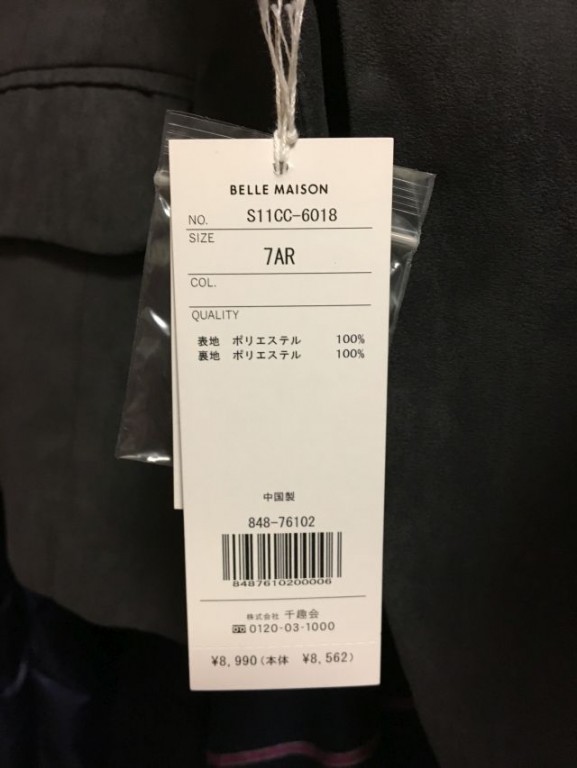 BELLE MAISON
NO. S11CC-6018
SIZE
7AR
COL.
QUALITY
表地 ポリエステル 100%
裏地 ポリエステル 100%
中国製
848-76102
8487610200006
株式会社 千趣会
0120-03-1000
¥8,990(本体 ¥8,562)